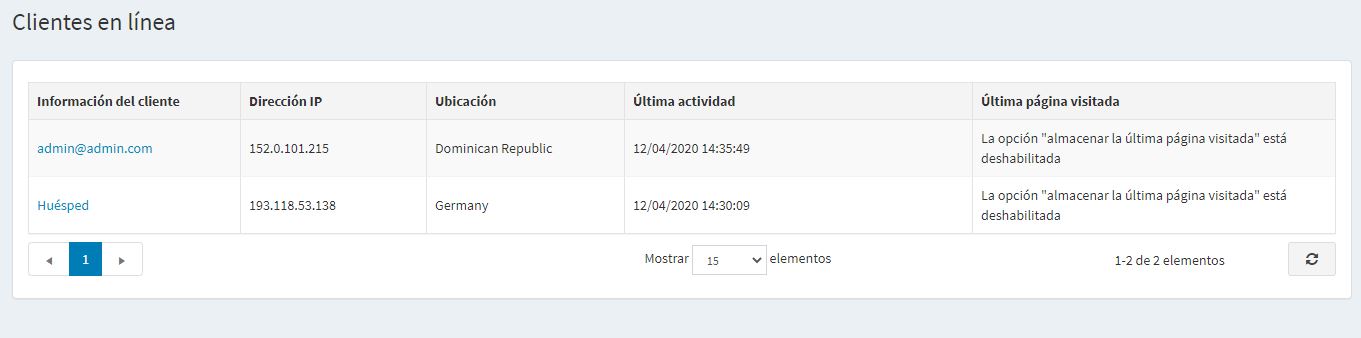 Clientes en línea
Información del cliente Dirección IP Ubicación Última actividad Última página visitada
admin@admin.com 152.0.101.215 Dominican Republic 12/04/2020 14:35:49 La opción "almacenar la última página visitada" está
deshabilitada
Huésped 193.118.53.138 Germany 12/04/2020 14:30:09 La opción "almacenar la última página visitada" está
deshabilitada
1 Mostrar 15 elementos 1-2 de 2 elementos